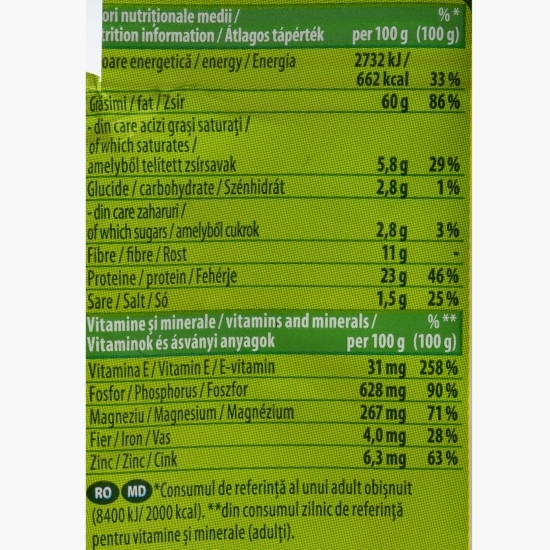 ori nutriționale medii / %*
trition information / Átlagos tápérték per 100 g (100 g)
oare energetică / energy / Energia 2732 kJ /
662 kcal 33 %
Grăsimi / fat / Zsír 60 g 86 %
- din care acizi grași saturați /
of which saturates /
amelyből telített zsírsavak 5,8 g 29 %
Glucide / carbohydrate / Szénhidrát 2,8 g 1 %
- din care zaharuri /
of which sugars / amelyből cukrok 2,8 g 3 %
Fibre / fibre / Rost 11 g -
Proteine / protein / Fehérje 23 g 46 %
Sare / Salt / Só 1,5 g 25 %
Vitamine și minerale / vitamins and minerals / %**
Vitaminok és ásványi anyagok per 100 g (100 g)
Vitamina E / Vitamin E / E-vitamin 31 mg 258 %
Fosfor / Phosphorus / Foszfor 628 mg 90 %
Magneziu / Magnesium / Magnézium 267 mg 71 %
Fier / Iron / Vas 4,0 mg 28 %
Zinc / Zinc / Cink 6,3 mg 63 %
RO MD *Consumul de referință al unui adult obișnuit
(8400 kJ/ 2000 kcal). **din consumul zilnic de referință
pentru vitamine și minerale (adulți).